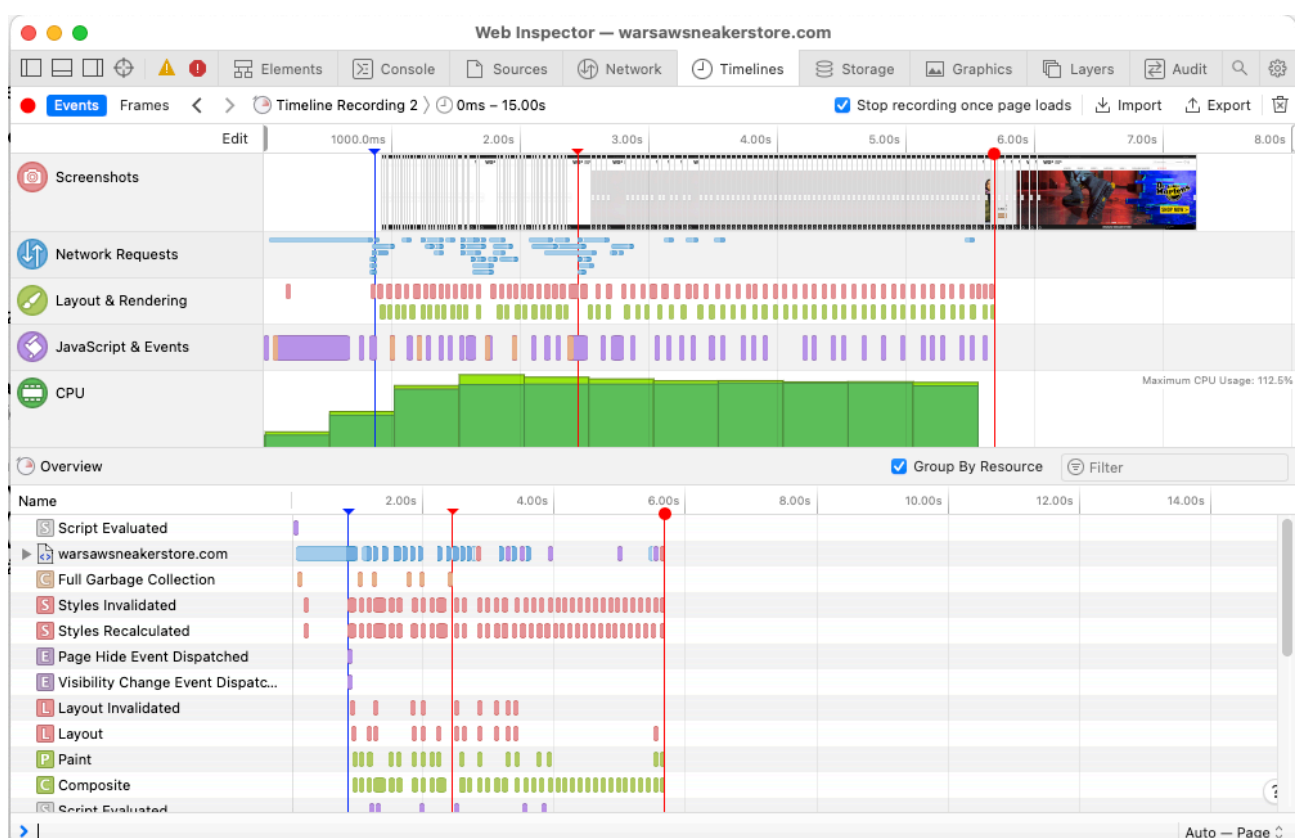 Web Inspector — warsawsneakerstore.com
Elements Console Sources Network Timelines Storage Graphics Layers Audit
Events Frames Timeline Recording 2 0ms – 15.00s Stop recording once page loads Import Export
Edit 1000.0ms 2.00s 3.00s 4.00s 5.00s 6.00s 7.00s 8.00s
Screenshots
SHOP NOW >
Network Requests
Layout & Rendering
JavaScript & Events
CPU
Maximum CPU Usage: 112.5%
Overview Group By Resource Filter
Name 2.00s 4.00s 6.00s 8.00s 10.00s 12.00s 14.00s
S Script Evaluated
warsawsneakerstore.com
C Full Garbage Collection
S Styles Invalidated
S Styles Recalculated
E Page Hide Event Dispatched
E Visibility Change Event Dispatc...
L Layout Invalidated
L Layout
P Paint
C Composite
S Script Evaluated
?
Auto — Page